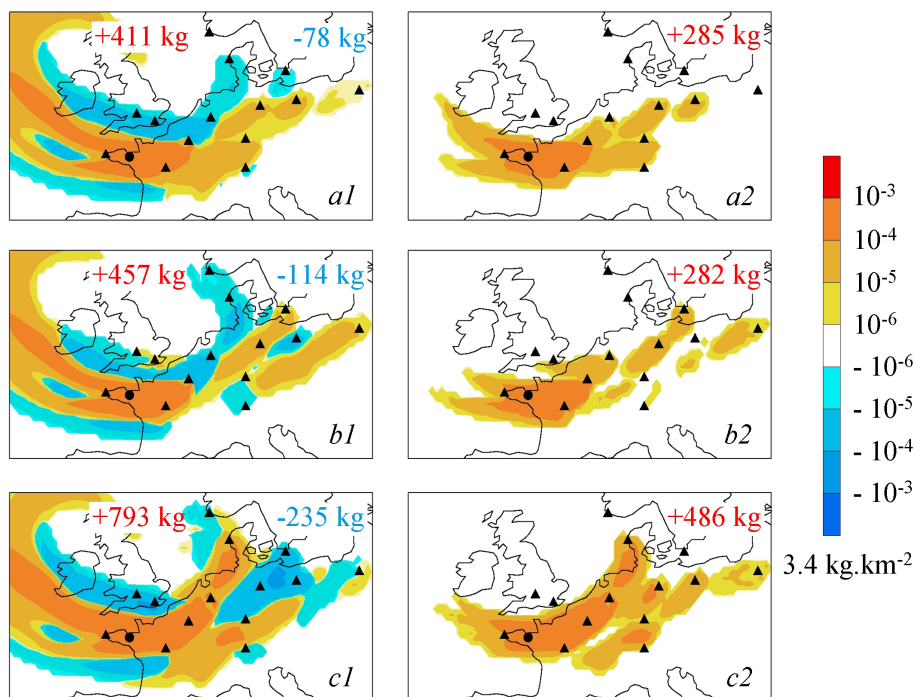 +411 kg
-78 kg
a1
+285 kg
a2
+457 kg
-114 kg
b1
+282 kg
b2
+793 kg
-235 kg
c1
+486 kg
c2
10-3
10-4
10-5
10-6
- 10-6
- 10-5
- 10-4
- 10-3
3.4 kg.km-2